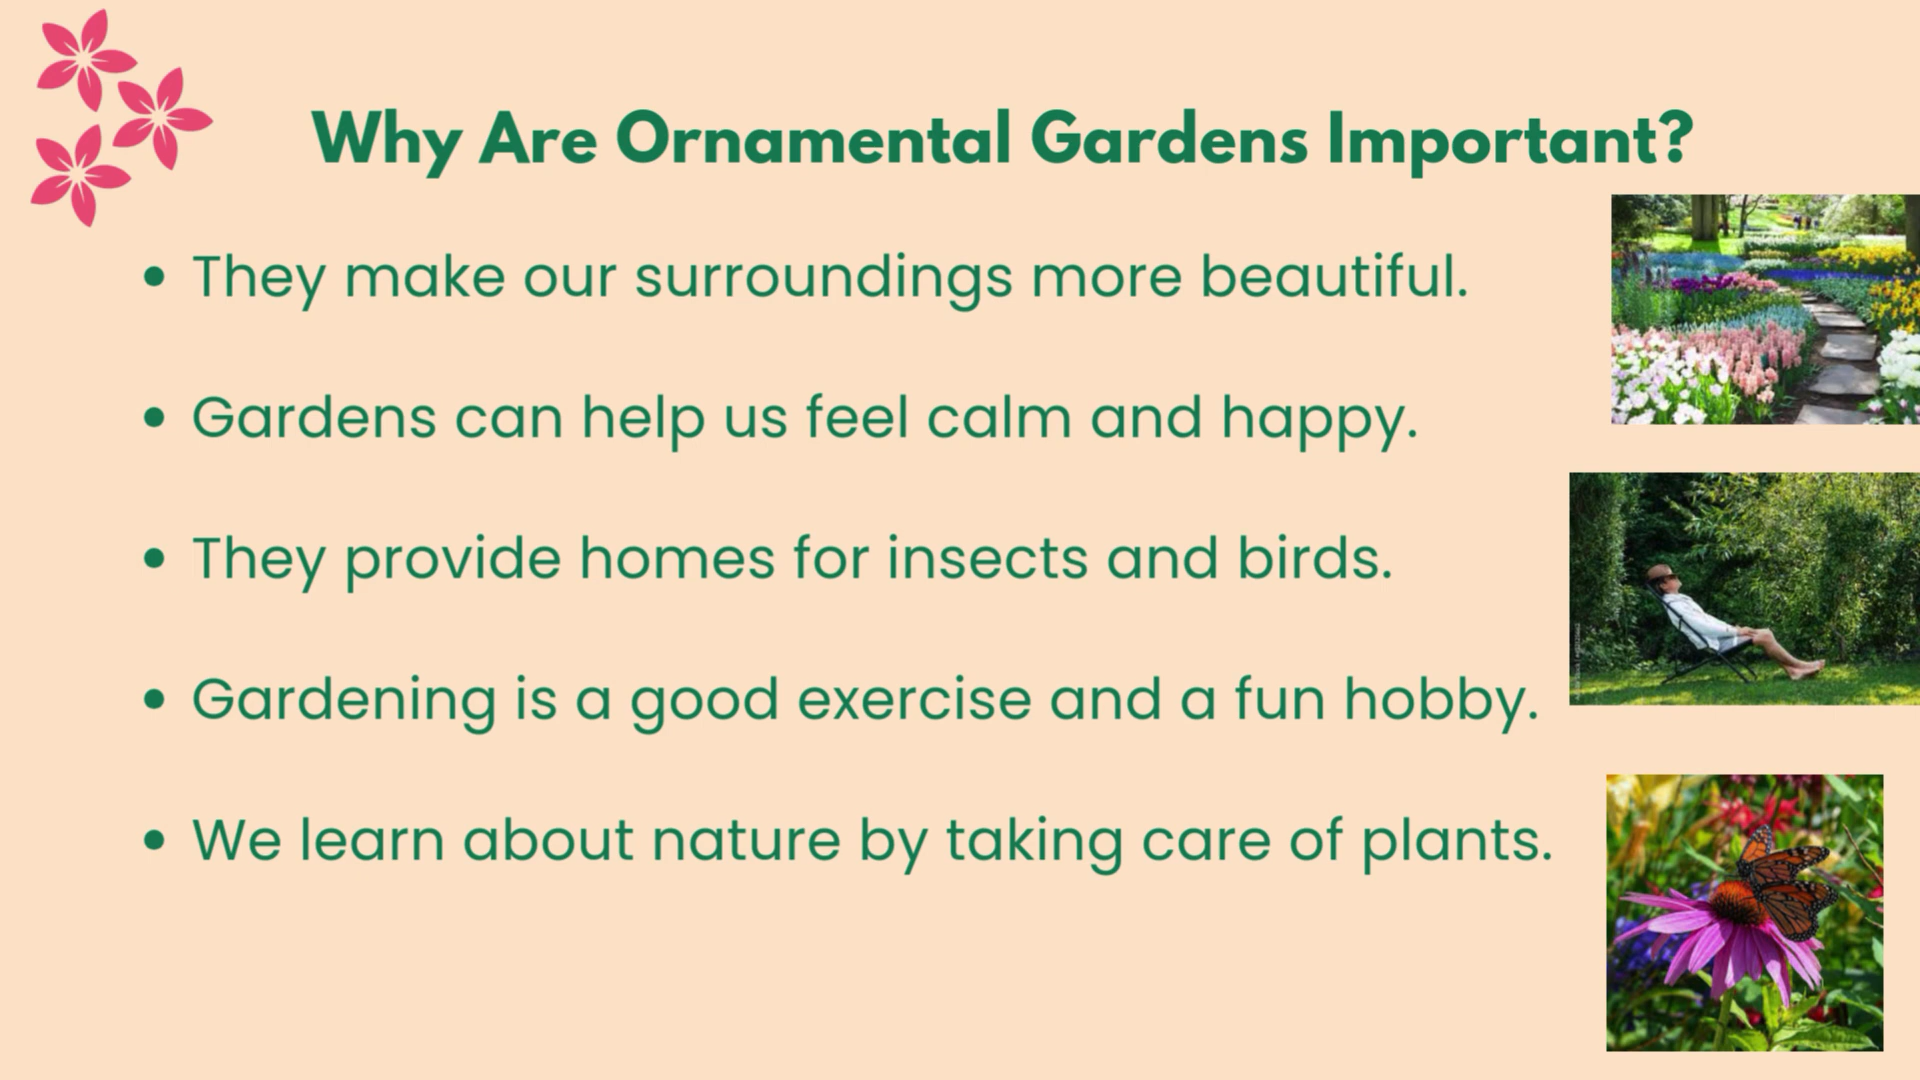 Why Are Ornamental Gardens Important?
• They make our surroundings more beautiful.
• Gardens can help us feel calm and happy.
• They provide homes for insects and birds.
• Gardening is a good exercise and a fun hobby.
• We learn about nature by taking care of plants.